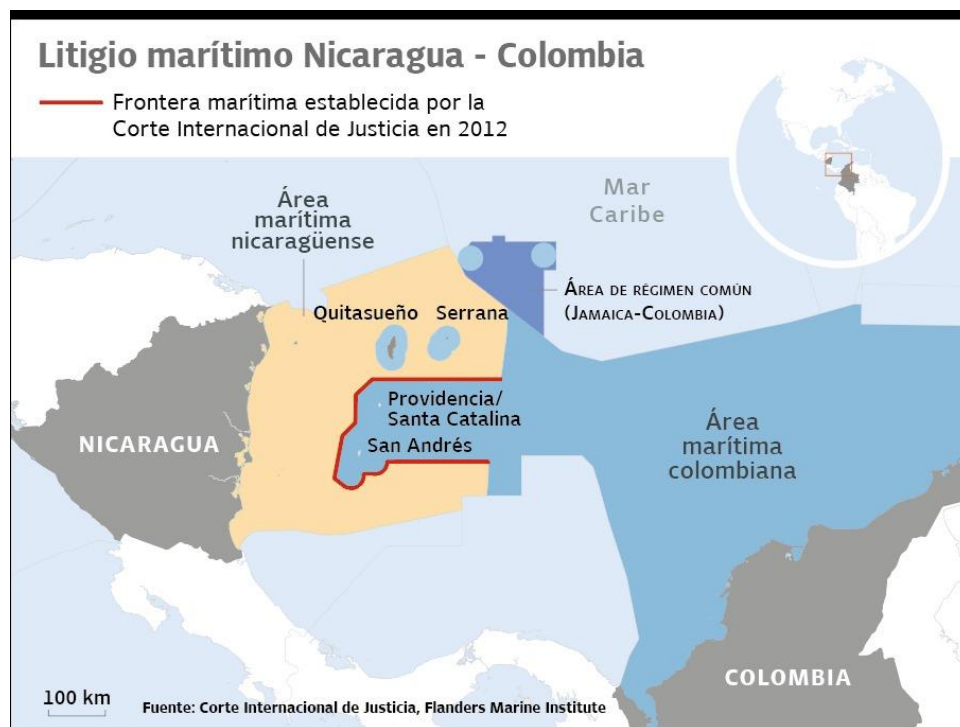 Litigio marítimo Nicaragua - Colombia
Frontera marítima establecida por la
Corte Internacional de Justicia en 2012
Mar
Caribe
Área
marítima
nicaragüense
ÁREA DE RÉGIMEN COMÚN
(JAMAICA-COLOMBIA)
Quitasueño
Serrana
Providencia/
Santa Catalina
San Andrés
NICARAGUA
Área
marítima
colombiana
COLOMBIA
100 km
Fuente: Corte Internacional de Justicia, Flanders Marine Institute